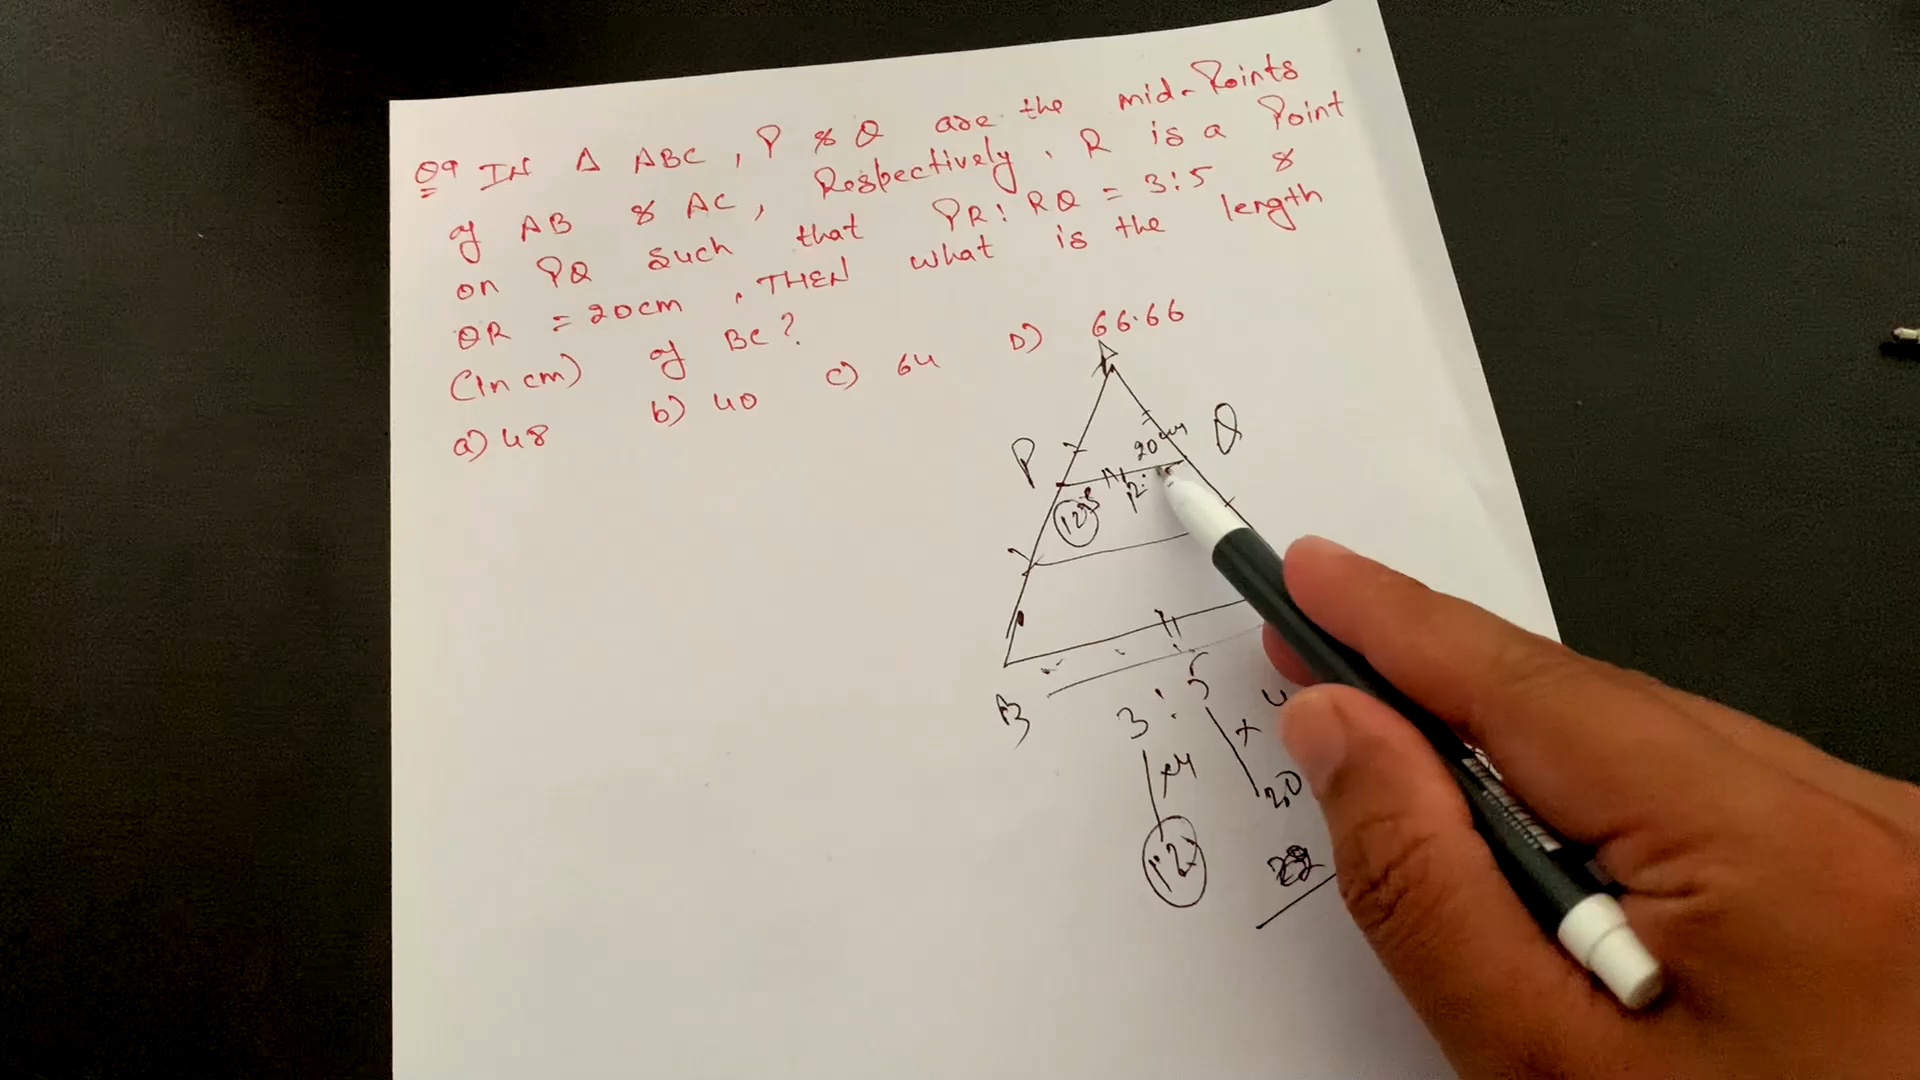 Q9 IN Δ ABC, P & Q are the mid-Points
of AB & AC, Respectively. R is a Point
on PQ such that PR:RQ = 3:5 &
QR = 20cm, THEN what is the length
(in cm) of BC?
a) 48 b) 40 c) 64 D) 66.66
A
P 20cm Q
12 3 R
B
3 : 5
×4 × 4
12 20